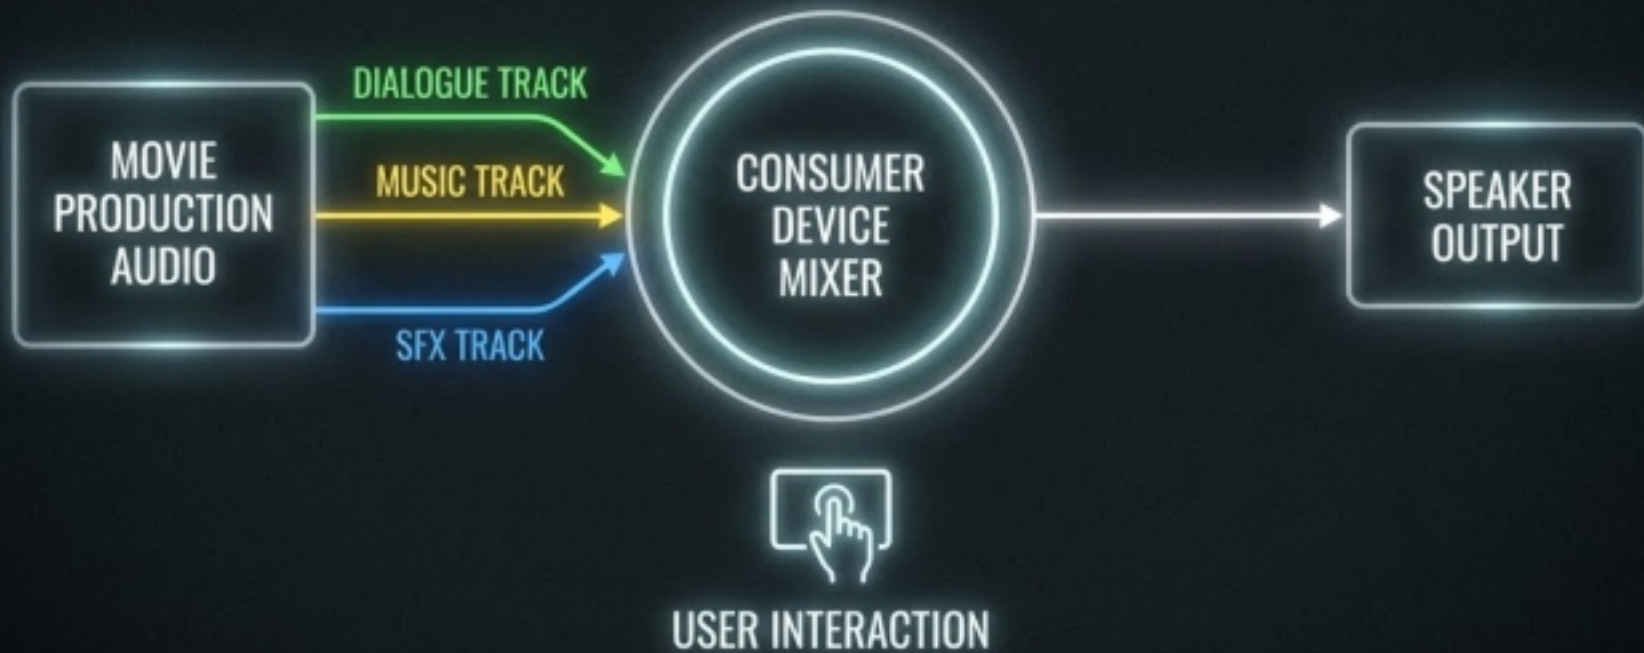 DIALOGUE TRACK
MOVIE
PRODUCTION
AUDIO
MUSIC TRACK
SFX TRACK
CONSUMER
DEVICE
MIXER
SPEAKER
OUTPUT
USER INTERACTION